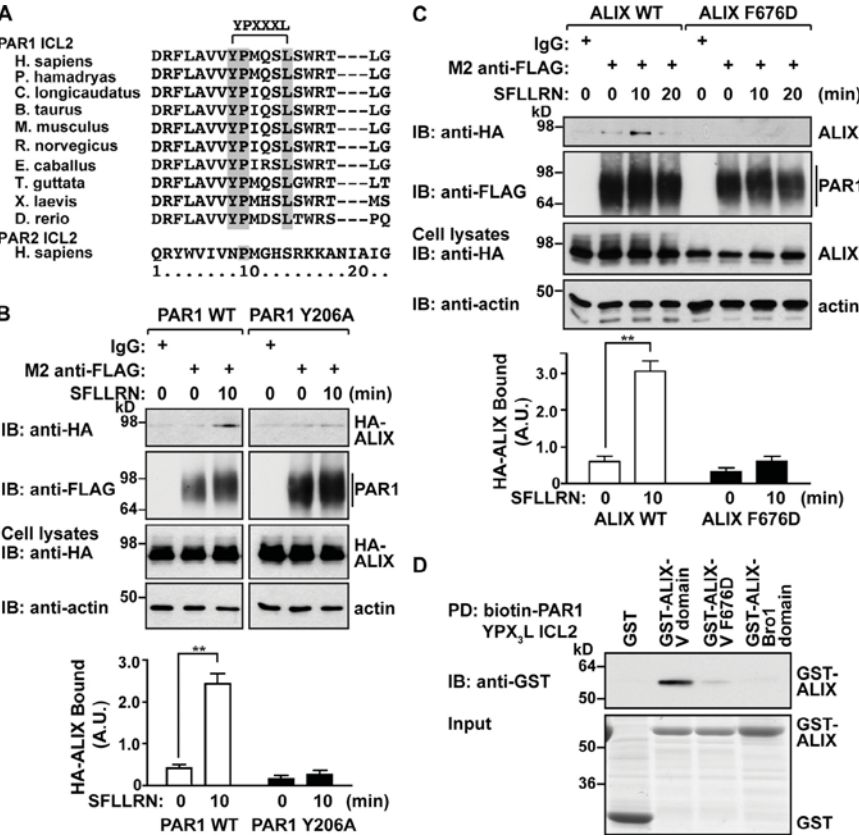 A
YPXXXL
PAR1 ICL2
H. sapiens DRFLAVVYPMQSLSWRT---LG
P. hamadryas DRFLAVVYPMQSLSWRT---LG
C. longicaudatus DRFLAVVYPIQSLSWRT---LG
B. taurus DRFLAVVYPMQSLSWRT---LG
M. musculus DRFLAVVYPIQSLSWRT---LG
R. norvegicus DRFLAVVYPIQSLSWRT---LG
E. caballus DRFLAVVYPIRSLSWRT---LG
T. guttata DRFLAVVYPMQSLGWRT---LT
X. laevis DRFLAVVYPMHSLSWRT---MS
D. rerio DRFLAVVYPMDSLTWRS---PQ
PAR2 ICL2
H. sapiens QRYWVIVNPMGHSRKKANIAIG
1.......10........20..
B
PAR1 WT PAR1 Y206A
IgG: + +
M2 anti-FLAG: + + + +
SFLLRN: 0 0 10 0 0 10 (min)
kD
IB: anti-HA 98 HA-ALIX
IB: anti-FLAG 98 64 PAR1
Cell lysates
IB: anti-HA 98 HA-ALIX
IB: anti-actin 50 actin
HA-ALIX Bound (A.U.)
3.0
**
2.0
1.0
0.0
SFLLRN: 0 10 0 10 (min)
PAR1 WT PAR1 Y206A
C
ALIX WT ALIX F676D
IgG: + +
M2 anti-FLAG: + + + + + +
SFLLRN: 0 0 10 20 0 0 10 20 (min)
kD
IB: anti-HA 98 ALIX
IB: anti-FLAG 98 64 PAR1
Cell lysates
IB: anti-HA 98 ALIX
IB: anti-actin 50 actin
HA-ALIX Bound (A.U.)
**
3.0
2.0
1.0
0
SFLLRN: 0 10 0 10 (min)
ALIX WT ALIX F676D
D
PD: biotin-PAR1
YPX3L ICL2
GST
GST-ALIX-V domain
GST-ALIX-V F676D
GST-ALIX-Bro1 domain
kD
IB: anti-GST 64 50 GST-ALIX
Input 50 36 GST-ALIX
GST